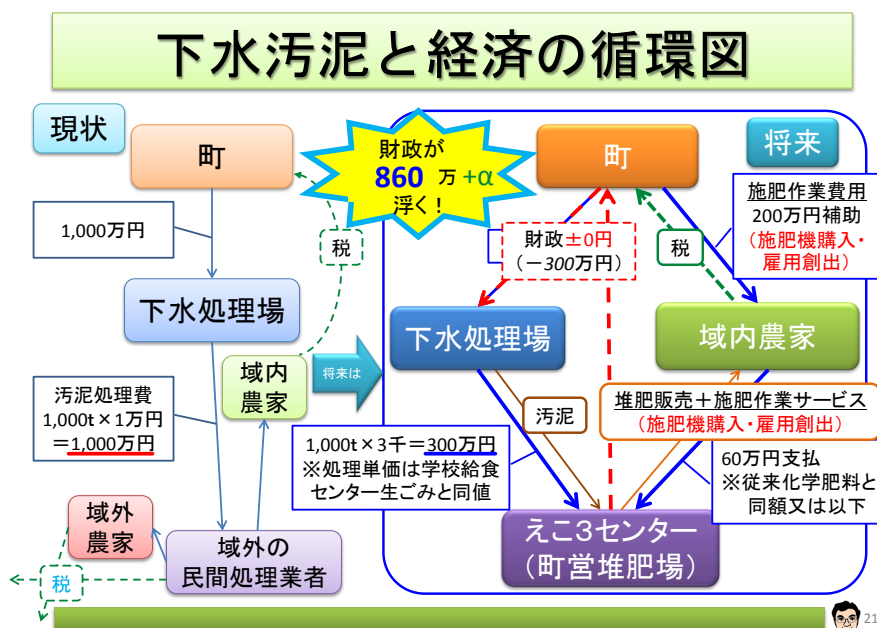 下水汚泥と経済の循環図
現状
町
1,000万円
税
下水処理場
域内
農家
汚泥処理費
1,000t×1万円
＝1,000万円
域外
農家
税
域外の
民間処理業者
将来は
財政が
860 万 +α
浮く！
町
将来
施肥作業費用
200万円補助
（施肥機購入・
雇用創出）
財政±0円
（－300万円）
税
下水処理場
域内農家
汚泥
堆肥販売＋施肥作業サービス
（施肥機購入・雇用創出）
1,000t×3千＝300万円
※処理単価は学校給食
センター生ごみと同値
60万円支払
※従来化学肥料と
同額又は以下
えこ３センター
（町営堆肥場）
21